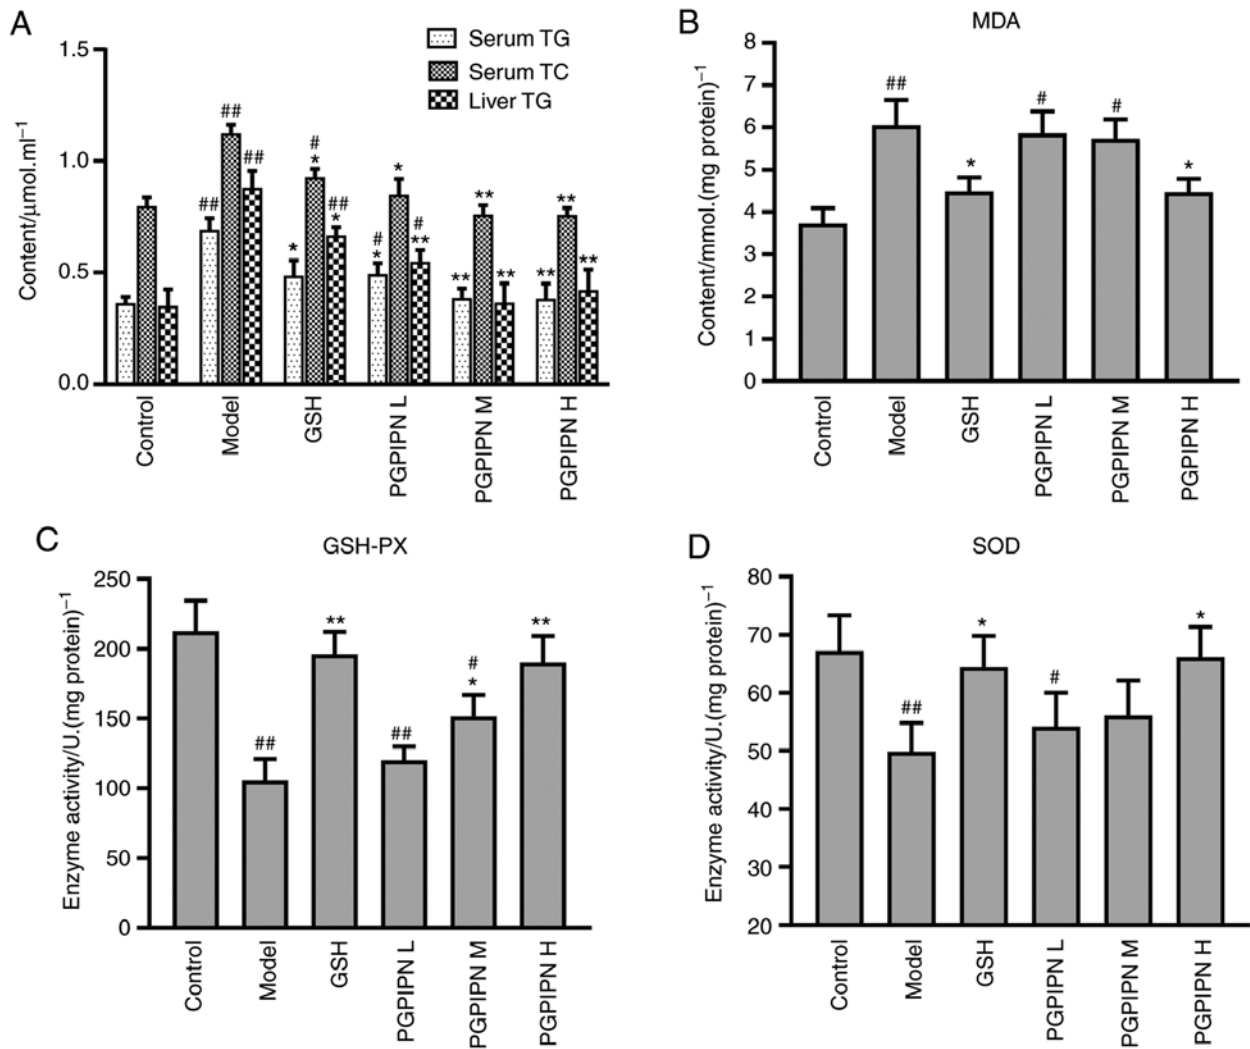 A
1.5
1.0
0.5
0.0
Content/μmol.ml⁻¹
Serum TG
Serum TC
Liver TG
##
##
##
#
*
##
*
*
*
#
*
#
**
**
**
**
**
**
**
Control
Model
GSH
PGPIPN L
PGPIPN M
PGPIPN H
B
MDA
8
7
6
5
4
3
2
1
0
Content/mmol.(mg protein)⁻¹
##
*
#
#
*
Control
Model
GSH
PGPIPN L
PGPIPN M
PGPIPN H
C
GSH-PX
250
200
150
100
50
0
Enzyme activity/U.(mg protein)⁻¹
##
**
##
#
*
**
Control
Model
GSH
PGPIPN L
PGPIPN M
PGPIPN H
D
SOD
80
70
60
50
40
30
20
Enzyme activity/U.(mg protein)⁻¹
##
*
#
*
Control
Model
GSH
PGPIPN L
PGPIPN M
PGPIPN H